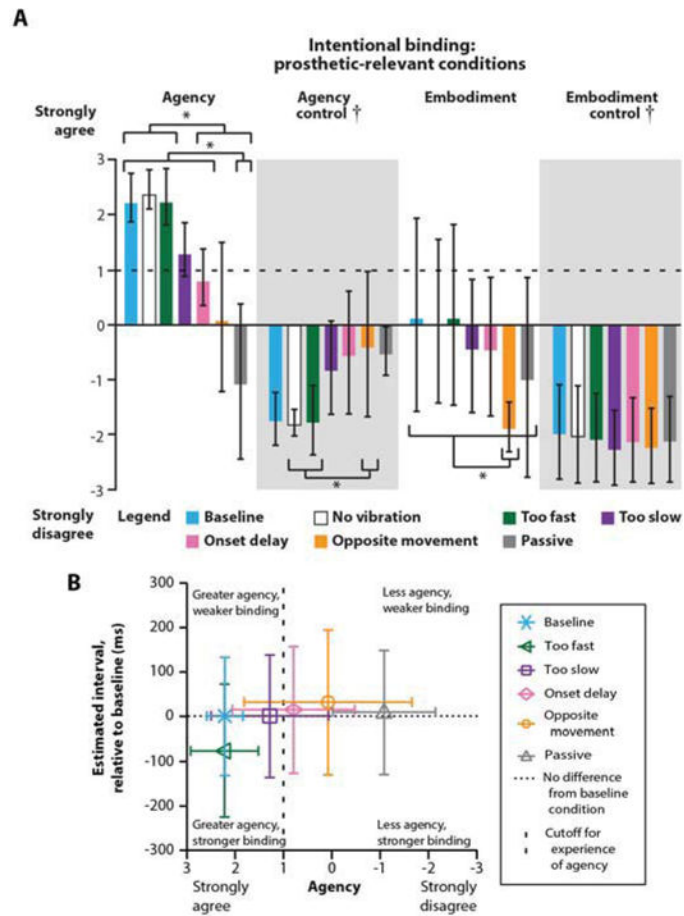 A
Intentional binding:
prosthetic-relevant conditions
Strongly
agree
Agency
Agency
control †
Embodiment
Embodiment
control †
*
*
3
2
1
0
-1
-2
-3
*
*
Strongly
disagree
Legend
Baseline
No vibration
Too fast
Too slow
Onset delay
Opposite movement
Passive
B
Estimated interval,
relative to baseline (ms)
300
200
100
0
-100
-200
-300
Greater agency,
weaker binding
Less agency,
weaker binding
Greater agency,
stronger binding
Less agency,
stronger binding
3 2 1 0 -1 -2 -3
Strongly
agree
Agency
Strongly
disagree
Baseline
Too fast
Too slow
Onset delay
Opposite
movement
Passive
No difference
from baseline
condition
Cutoff for
experience
of agency